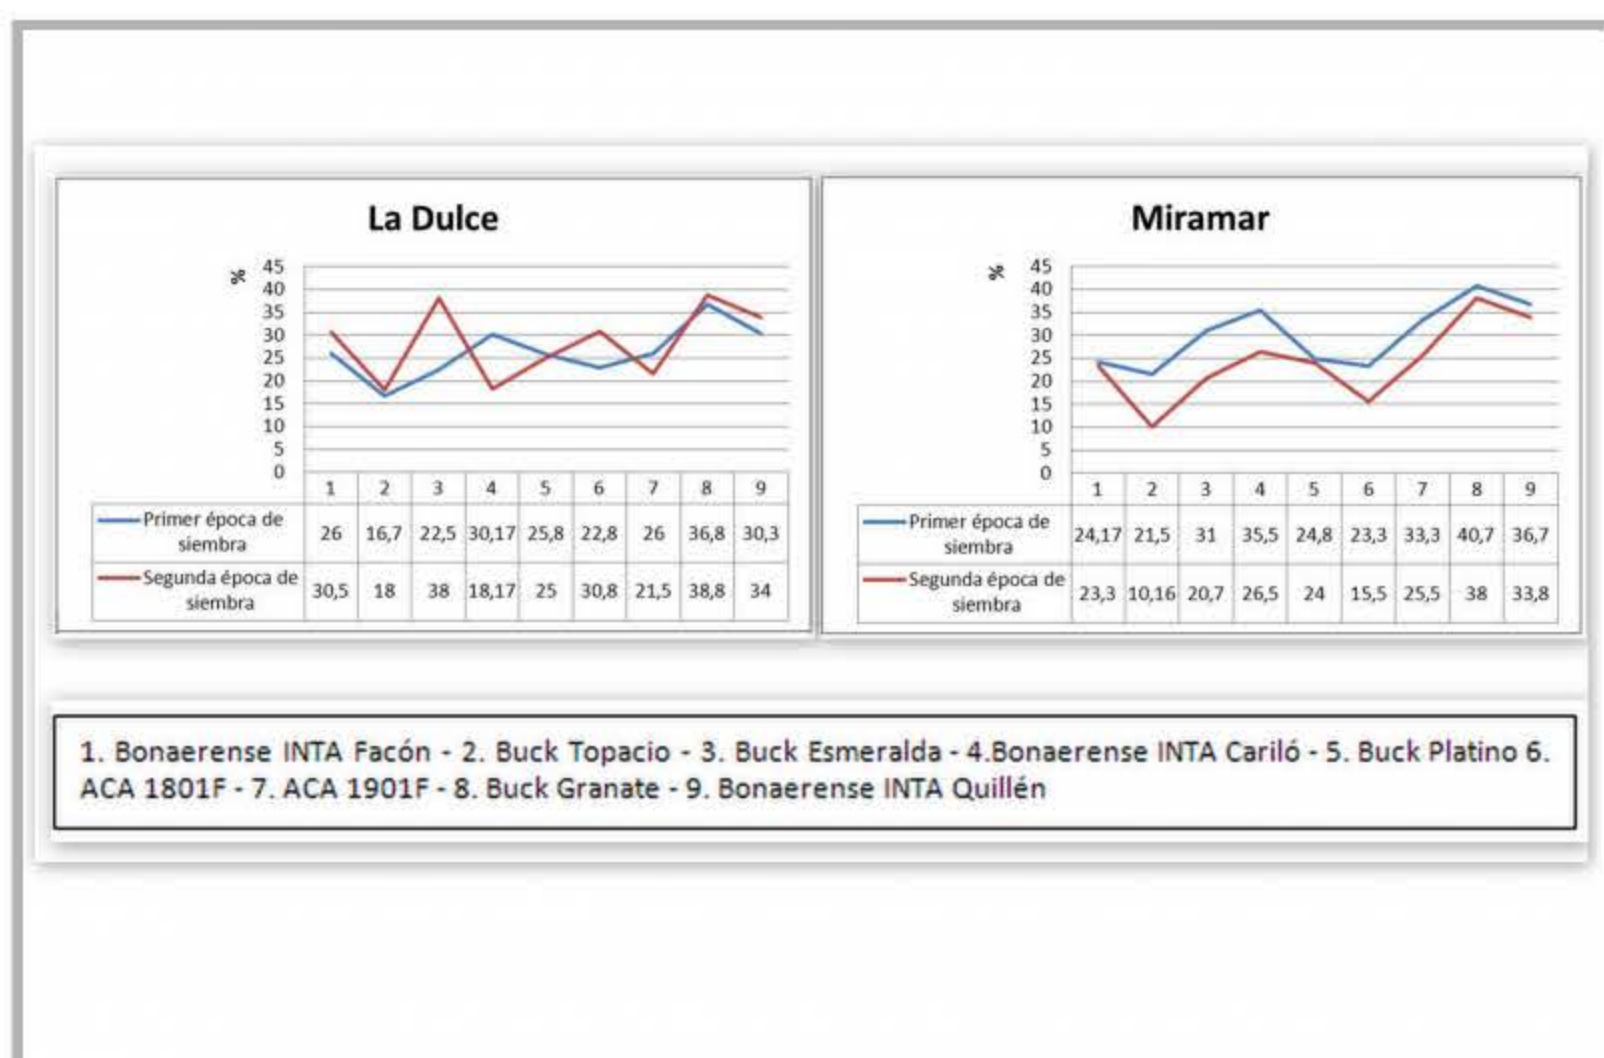 La Dulce
%
45
40
35
30
25
20
15
10
5
0
1 2 3 4 5 6 7 8 9
Primer época de siembra 26 16,7 22,5 30,17 25,8 22,8 26 36,8 30,3
Segunda época de siembra 30,5 18 38 18,17 25 30,8 21,5 38,8 34
Miramar
%
45
40
35
30
25
20
15
10
5
0
1 2 3 4 5 6 7 8 9
Primer época de siembra 24,17 21,5 31 35,5 24,8 23,3 33,3 40,7 36,7
Segunda época de siembra 23,3 10,16 20,7 26,5 24 15,5 25,5 38 33,8
1. Bonaerense INTA Facón - 2. Buck Topacio - 3. Buck Esmeralda - 4.Bonaerense INTA Cariló - 5. Buck Platino 6.
ACA 1801F - 7. ACA 1901F - 8. Buck Granate - 9. Bonaerense INTA Quillén